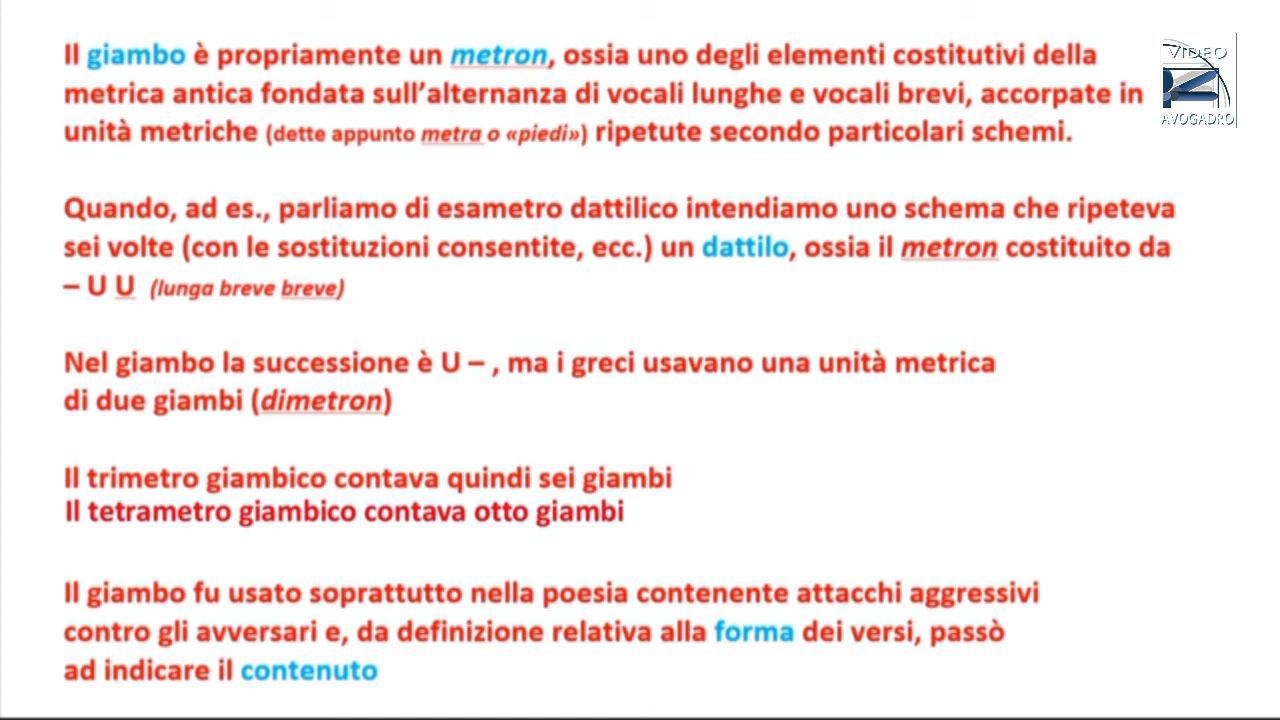 Il giambo è propriamente un metron, ossia uno degli elementi costitutivi della
metrica antica fondata sull’alternanza di vocali lunghe e vocali brevi, accorpate in
unità metriche (dette appunto metra o «piedi») ripetute secondo particolari schemi.
Quando, ad es., parliamo di esametro dattilico intendiamo uno schema che ripeteva
sei volte (con le sostituzioni consentite, ecc.) un dattilo, ossia il metron costituito da
– U U (lunga breve breve)
Nel giambo la successione è U – , ma i greci usavano una unità metrica
di due giambi (dimetron)
Il trimetro giambico contava quindi sei giambi
Il tetrametro giambico contava otto giambi
Il giambo fu usato soprattutto nella poesia contenente attacchi aggressivi
contro gli avversari e, da definizione relativa alla forma dei versi, passò
ad indicare il contenuto
VIDEO
AVOGADRO